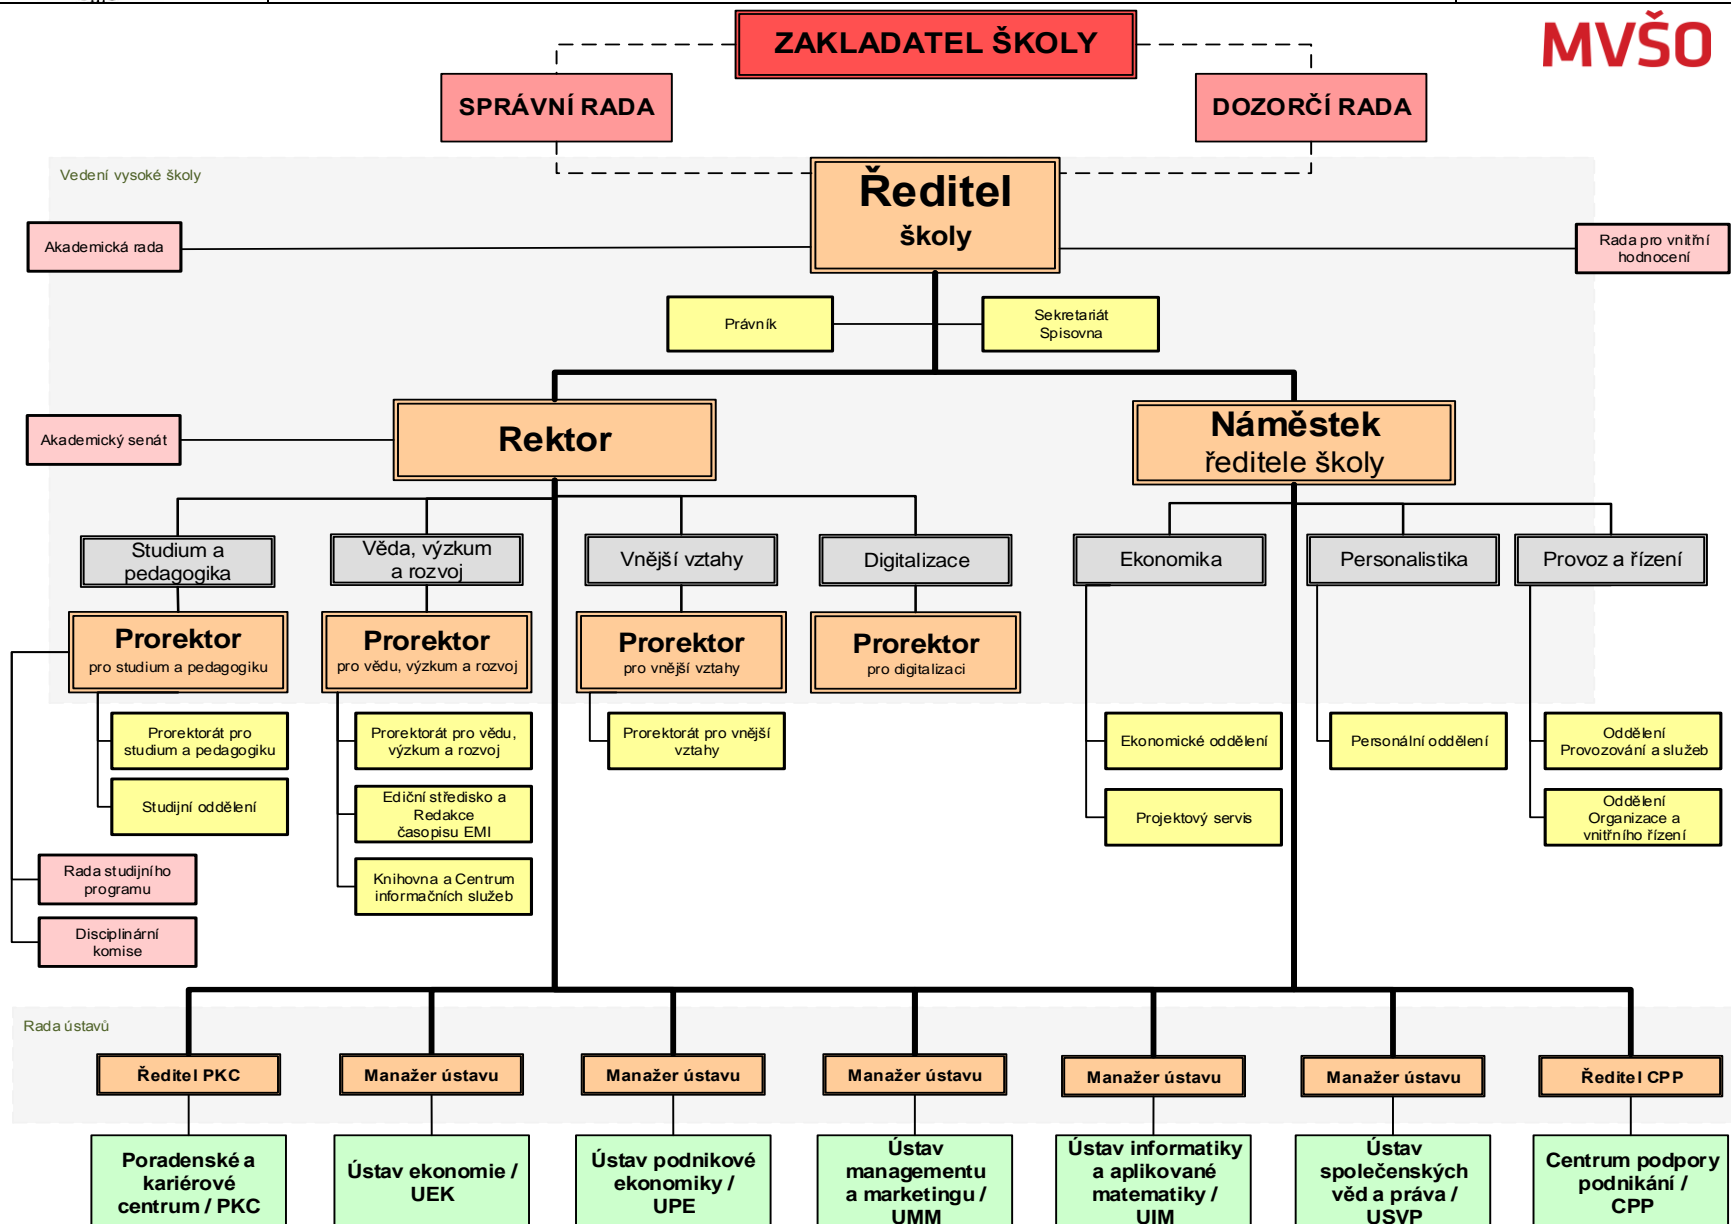 ZAKLADATEL ŠKOLY
MVŠO
SPRÁVNÍ RADA
DOZORČÍ RADA
Vedení vysoké školy
Ředitel
školy
Akademická rada
Rada pro vnitřní
hodnocení
Právník
Sekretariát
Spisovna
Akademický senát
Rektor
Náměstek
ředitele školy
Studium a
pedagogika
Věda, výzkum
a rozvoj
Vnější vztahy
Digitalizace
Ekonomika
Personalistika
Provoz a řízení
Prorektor
pro studium a pedagogiku
Prorektor
pro vědu, výzkum a rozvoj
Prorektor
pro vnější vztahy
Prorektor
pro digitalizaci
Prorektorát pro
studium a pedagogiku
Prorektorát pro vědu,
výzkum a rozvoj
Prorektorát pro vnější
vztahy
Ekonomické oddělení
Personální oddělení
Oddělení
Provozování a služeb
Studijní oddělení
Ediční středisko a
Redakce
časopisu EMI
Projektový servis
Oddělení
Organizace a
vnitřního řízení
Rada studijního
programu
Knihovna a Centrum
informačních služeb
Disciplinární
komise
Rada ústavů
Ředitel PKC
Manažer ústavu
Manažer ústavu
Manažer ústavu
Manažer ústavu
Manažer ústavu
Ředitel CPP
Poradenské a
kariérové
centrum / PKC
Ústav ekonomie /
UEK
Ústav podnikové
ekonomiky /
UPE
Ústav
managementu
a marketingu /
UMM
Ústav informatiky
a aplikované
matematiky /
UIM
Ústav
společenských
věd a práva /
USVP
Centrum podpory
podnikání /
CPP